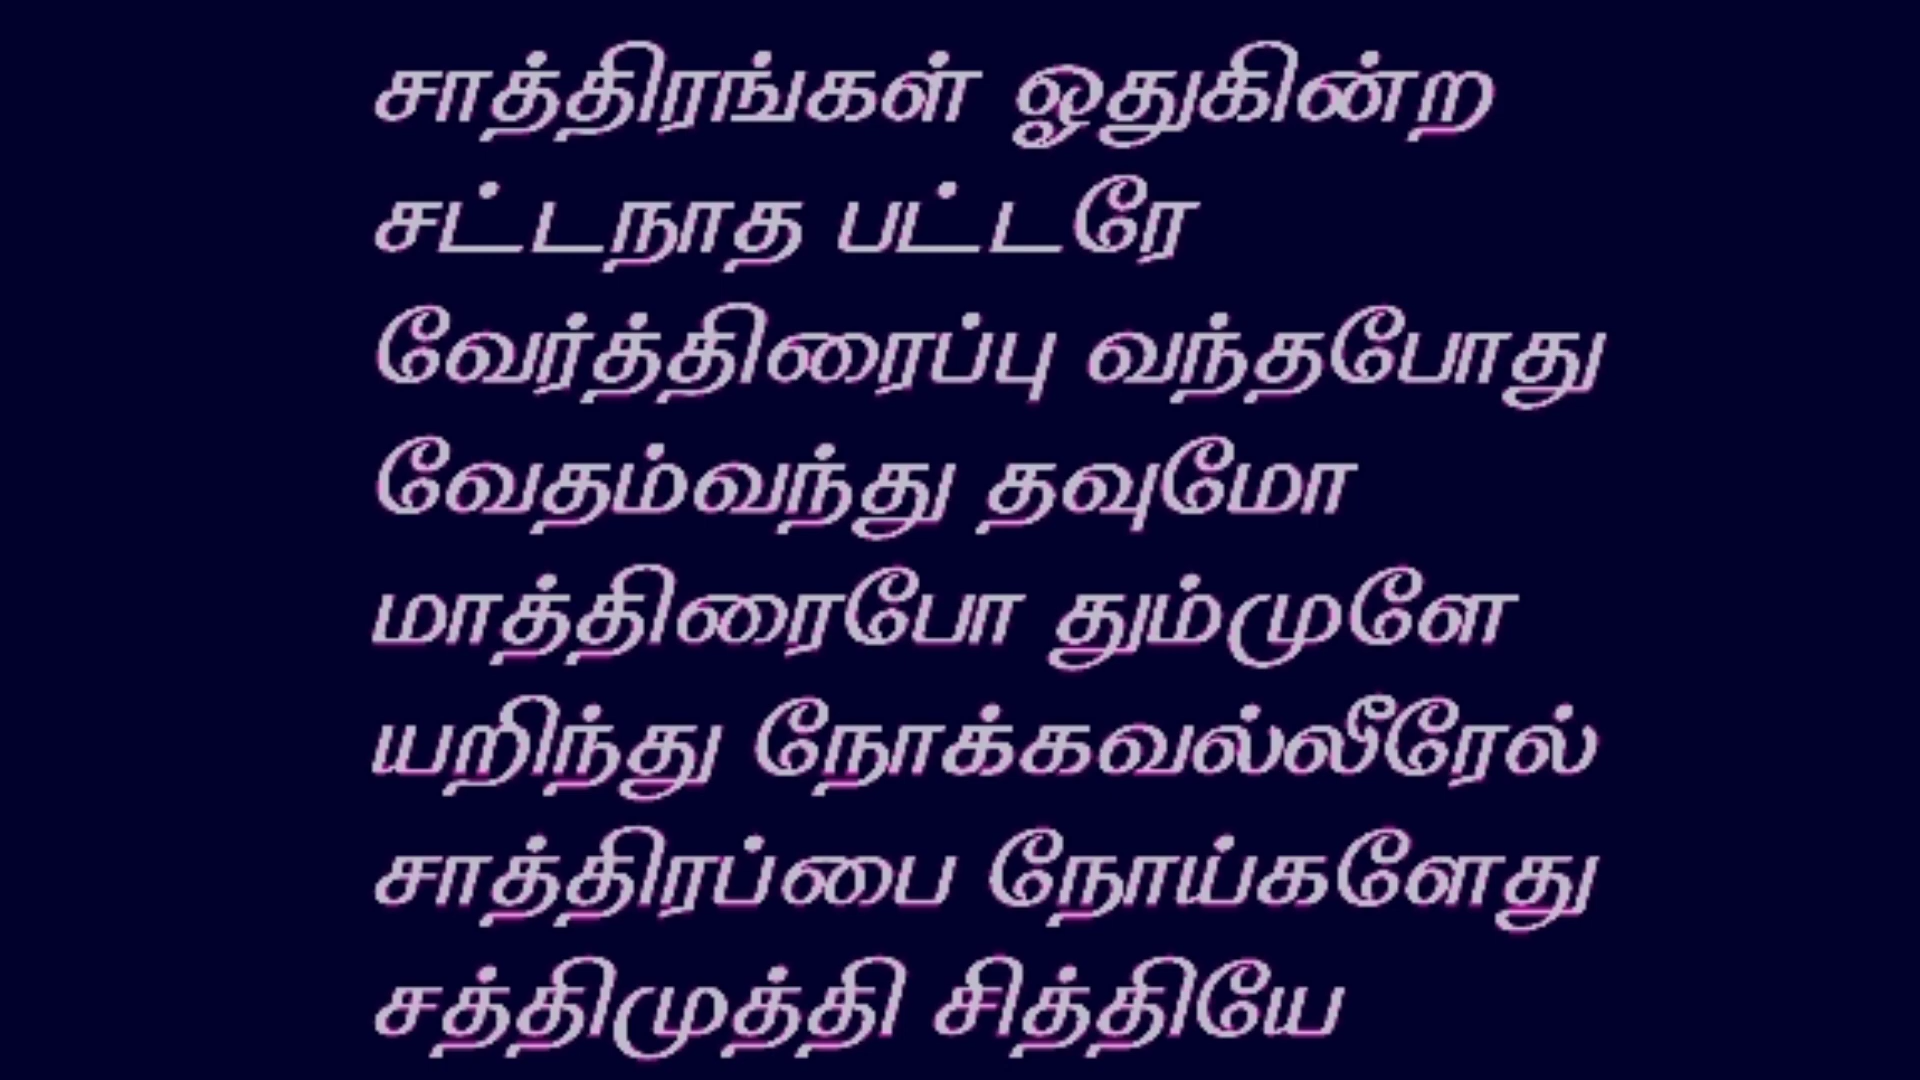 சாத்திரங்கள் ஓதுகின்ற
சட்டநாத பட்டரே
வேர்த்திரைப்பு வந்தபோது
வேதம்வந்து தவுமோ
மாத்திரைபோ தும்முளே
யறிந்து நோக்கவல்லீரேல்
சாத்திரப்பை நோய்களேது
சத்திமுத்தி சித்தியே